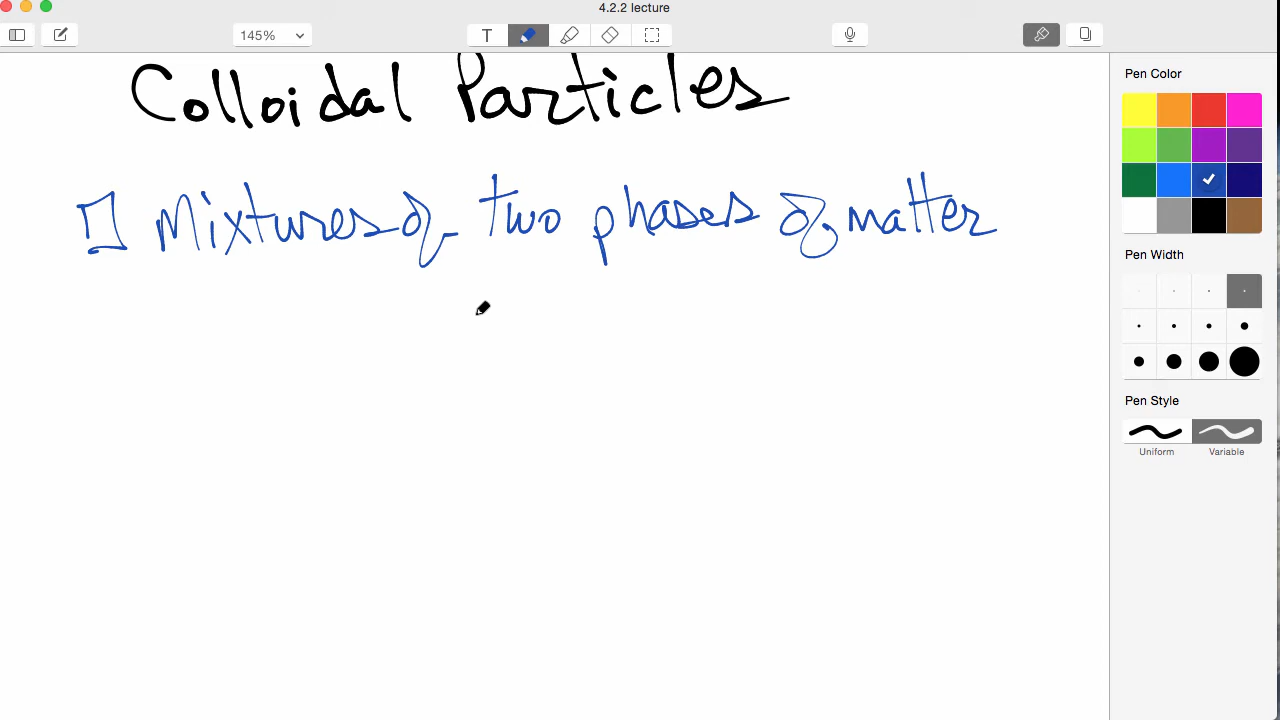 4.2.2 lecture
145%
T
Colloidal Particles
Mixtures of two phases of matter
Pen Color
Pen Width
Pen Style
Uniform Variable